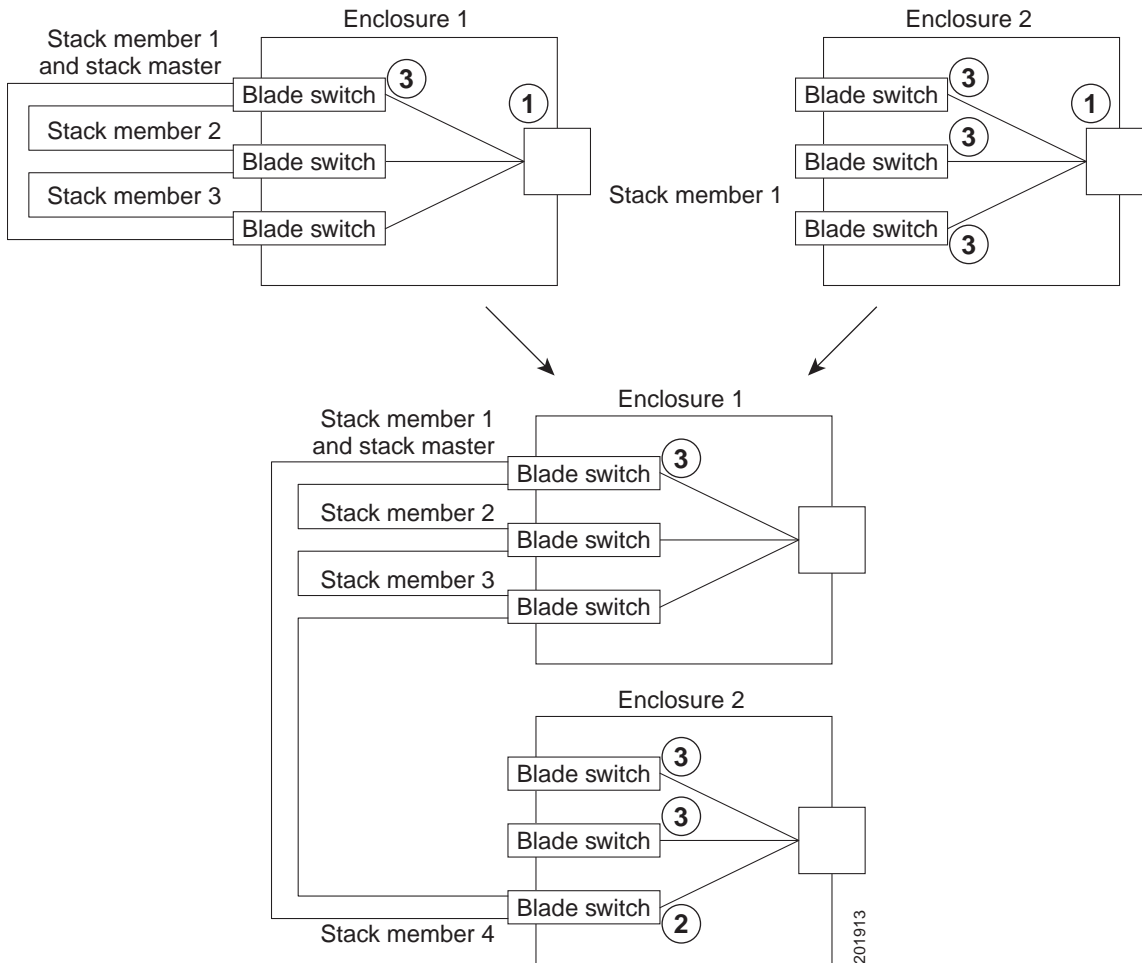 Enclosure 1
Stack member 1
and stack master
3
Blade switch
1
Stack member 2
Blade switch
Stack member 3
Blade switch
Enclosure 2
3
Blade switch
1
3
Blade switch
Stack member 1
Blade switch
3
Enclosure 1
Stack member 1
and stack master
3
Blade switch
Stack member 2
Blade switch
Stack member 3
Blade switch
Enclosure 2
3
Blade switch
3
Blade switch
Blade switch
2
Stack member 4
201913